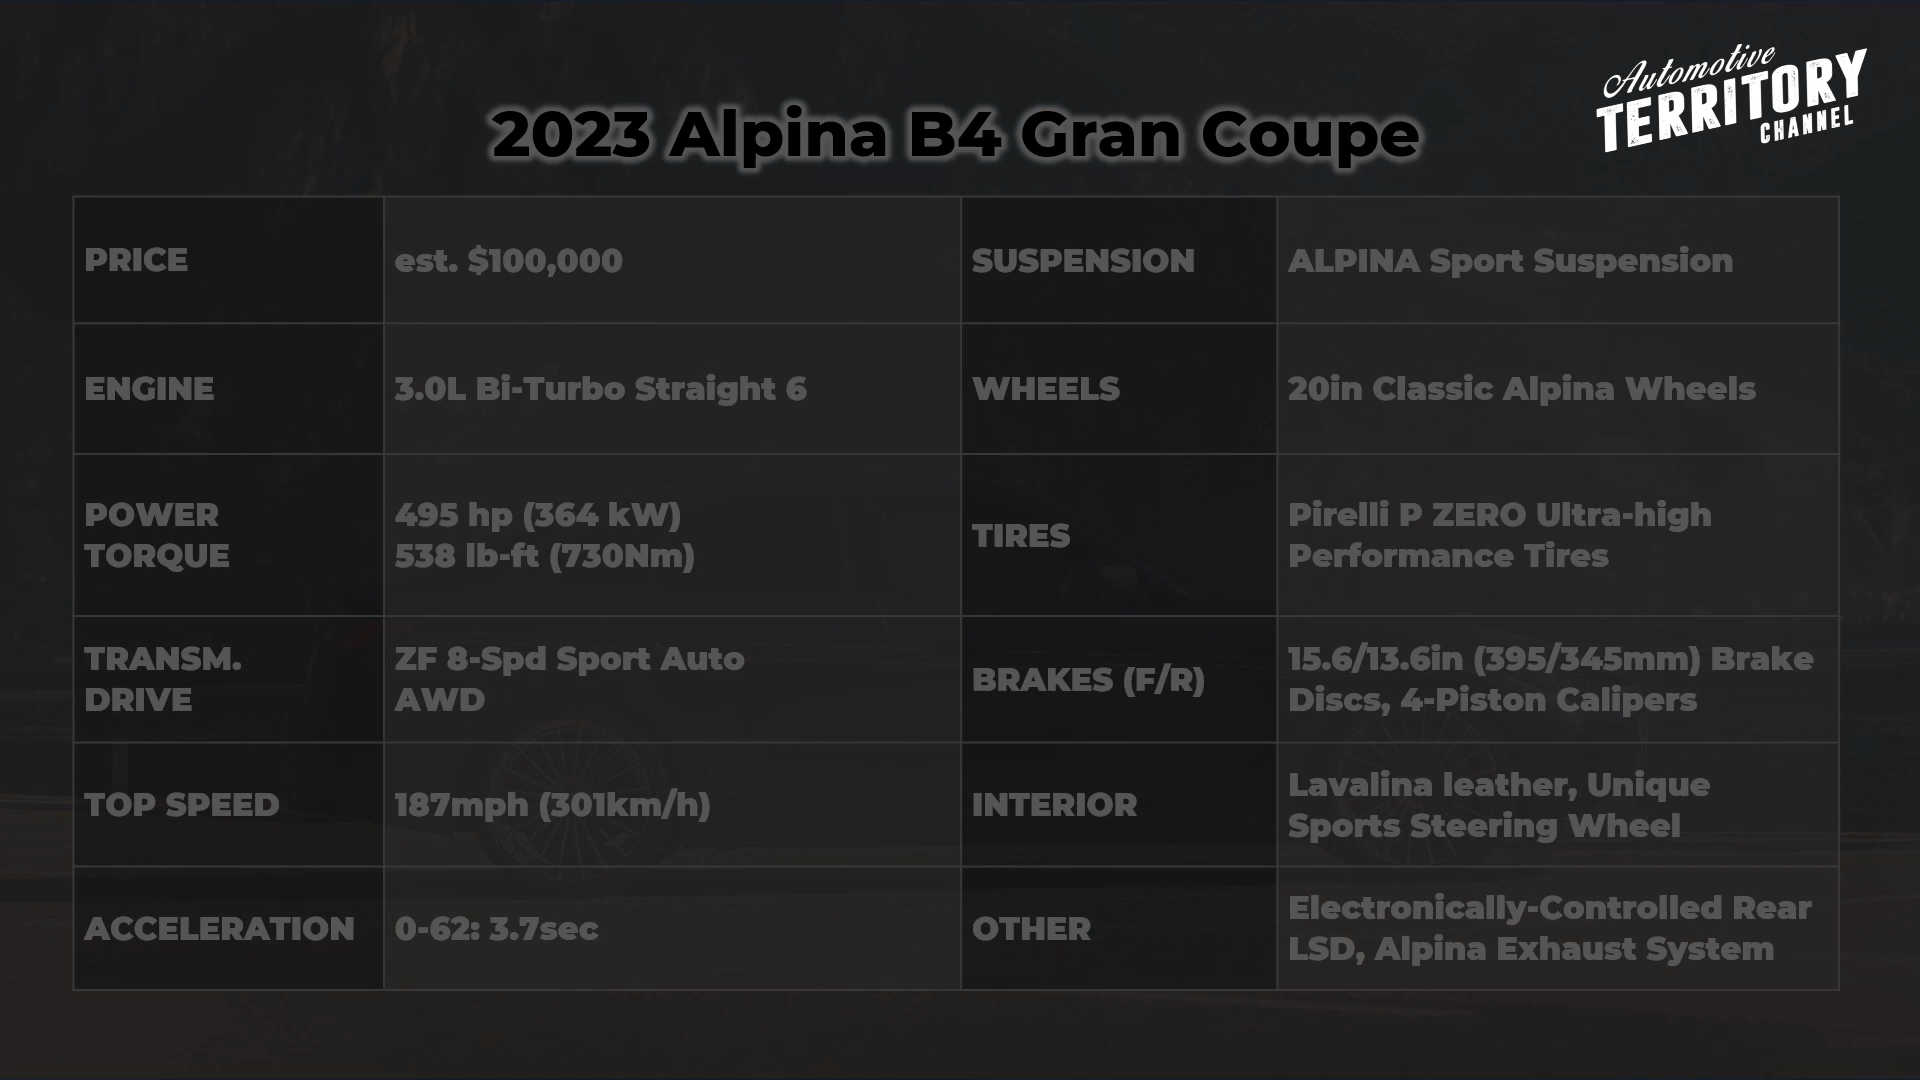 Automotive
TERRITORY
CHANNEL
2023 Alpina B4 Gran Coupe
PRICE
est. $100,000
SUSPENSION
ALPINA Sport Suspension
ENGINE
3.0L Bi-Turbo Straight 6
WHEELS
20in Classic Alpina Wheels
POWER
TORQUE
495 hp (364 kW)
538 lb-ft (730Nm)
TIRES
Pirelli P ZERO Ultra-high
Performance Tires
TRANSM.
DRIVE
ZF 8-Spd Sport Auto
AWD
BRAKES (F/R)
15.6/13.6in (395/345mm) Brake
Discs, 4-Piston Calipers
TOP SPEED
187mph (301km/h)
INTERIOR
Lavalina leather, Unique
Sports Steering Wheel
ACCELERATION
0-62: 3.7sec
OTHER
Electronically-Controlled Rear
LSD, Alpina Exhaust System